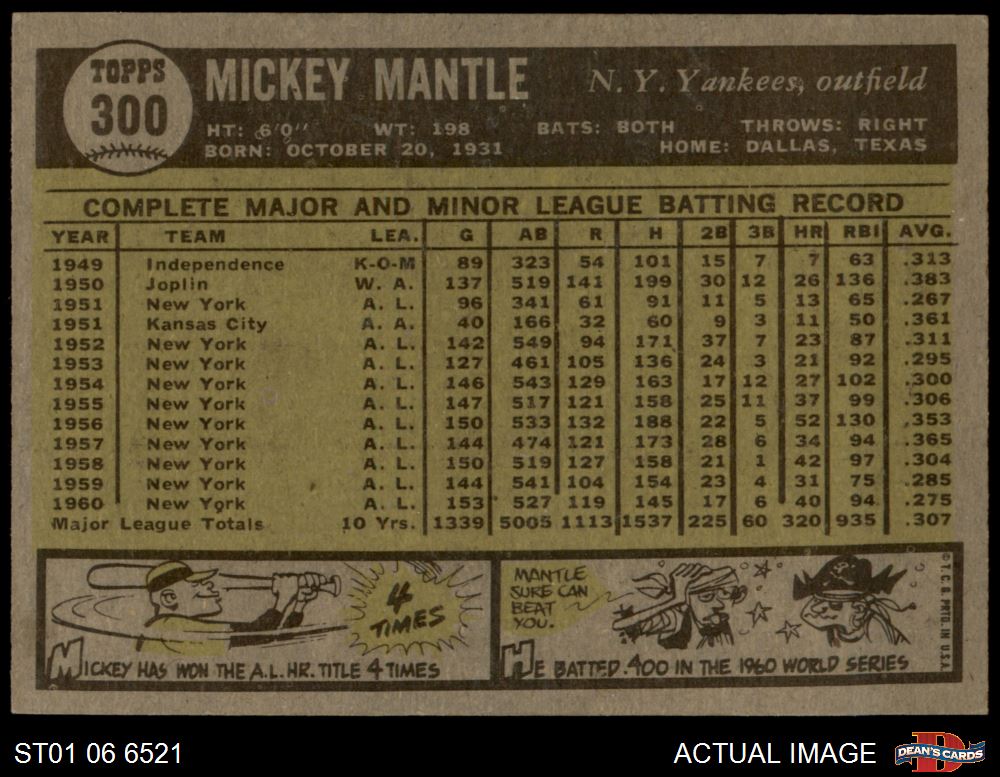 TOPPS
300
MICKEY MANTLE
N. Y. Yankees, outfield
HT: 6'0" WT: 198 BATS: BOTH THROWS: RIGHT
BORN: OCTOBER 20, 1931 HOME: DALLAS, TEXAS
COMPLETE MAJOR AND MINOR LEAGUE BATTING RECORD
YEAR TEAM LEA. G AB R H 2B 3B HR RBI AVG.
1949 Independence K-O-M 89 323 54 101 15 7 7 63 .313
1950 Joplin W. A. 137 519 141 199 30 12 26 136 .383
1951 New York A. L. 96 341 61 91 11 5 13 65 .267
1951 Kansas City A. A. 40 166 32 60 9 3 11 50 .361
1952 New York A. L. 142 549 94 171 37 7 23 87 .311
1953 New York A. L. 127 461 105 136 24 3 21 92 .295
1954 New York A. L. 146 543 129 163 17 12 27 102 .300
1955 New York A. L. 147 517 121 158 25 11 37 99 .306
1956 New York A. L. 150 533 132 188 22 5 52 130 .353
1957 New York A. L. 144 474 121 173 28 6 34 94 .365
1958 New York A. L. 150 519 127 158 21 1 42 97 .304
1959 New York A. L. 144 541 104 154 23 4 31 75 .285
1960 New York A. L. 153 527 119 145 17 6 40 94 .275
Major League Totals 10 Yrs. 1339 5005 1113 1537 225 60 320 935 .307
4
TIMES
MICKEY HAS WON THE A.L. HR. TITLE 4 TIMES
MANTLE
SURE CAN
BEAT
YOU.
HE BATTED .400 IN THE 1960 WORLD SERIES
© T. C. G. PRTD. IN U.S.A.
ST01 06 6521
ACTUAL IMAGE
D
DEAN'S CARDS